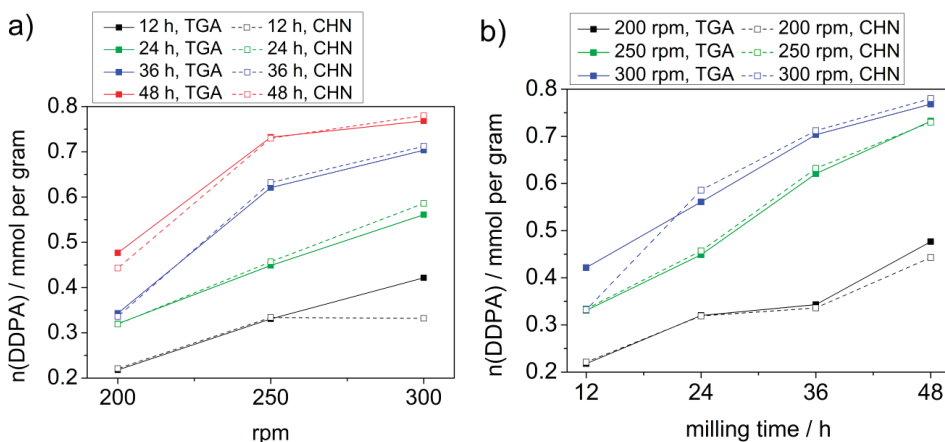 a)
12 h, TGA 12 h, CHN
24 h, TGA 24 h, CHN
36 h, TGA 36 h, CHN
48 h, TGA 48 h, CHN
n(DDPA) / mmol per gram
0.8
0.7
0.6
0.5
0.4
0.3
0.2
200 250 300
rpm
b)
200 rpm, TGA 200 rpm, CHN
250 rpm, TGA 250 rpm, CHN
300 rpm, TGA 300 rpm, CHN
n(DDPA) / mmol per gram
0.8
0.7
0.6
0.5
0.4
0.3
0.2
12 24 36 48
milling time / h